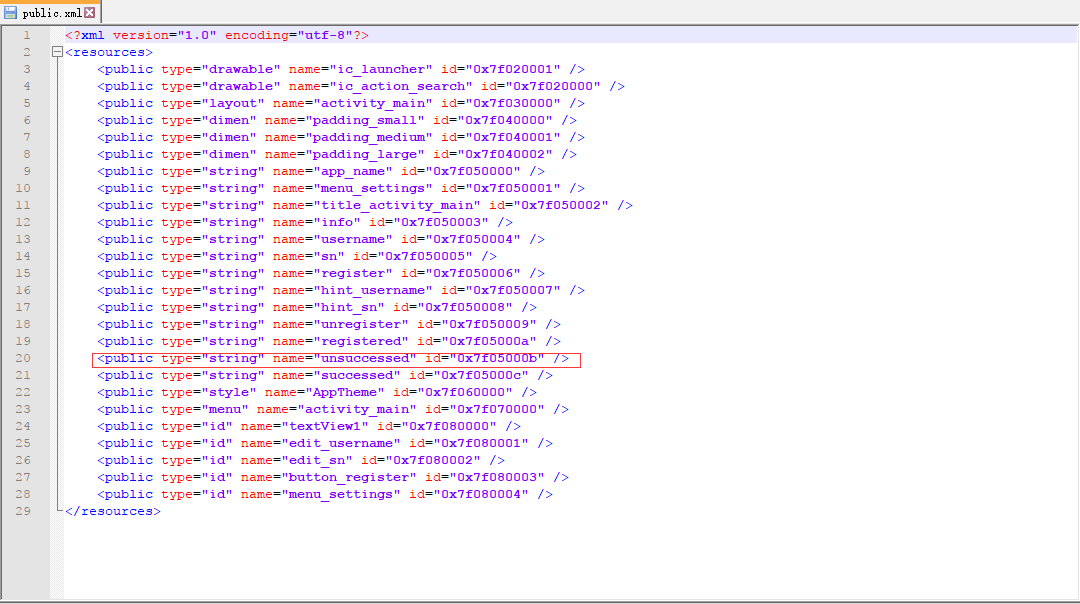 public.xml
1 <?xml version="1.0" encoding="utf-8"?>
2 <resources>
3 <public type="drawable" name="ic_launcher" id="0x7f020001" />
4 <public type="drawable" name="ic_action_search" id="0x7f020000" />
5 <public type="layout" name="activity_main" id="0x7f030000" />
6 <public type="dimen" name="padding_small" id="0x7f040000" />
7 <public type="dimen" name="padding_medium" id="0x7f040001" />
8 <public type="dimen" name="padding_large" id="0x7f040002" />
9 <public type="string" name="app_name" id="0x7f050000" />
10 <public type="string" name="menu_settings" id="0x7f050001" />
11 <public type="string" name="title_activity_main" id="0x7f050002" />
12 <public type="string" name="info" id="0x7f050003" />
13 <public type="string" name="username" id="0x7f050004" />
14 <public type="string" name="sn" id="0x7f050005" />
15 <public type="string" name="register" id="0x7f050006" />
16 <public type="string" name="hint_username" id="0x7f050007" />
17 <public type="string" name="hint_sn" id="0x7f050008" />
18 <public type="string" name="unregister" id="0x7f050009" />
19 <public type="string" name="registered" id="0x7f05000a" />
20 <public type="string" name="unsuccessed" id="0x7f05000b" />
21 <public type="string" name="successed" id="0x7f05000c" />
22 <public type="style" name="AppTheme" id="0x7f060000" />
23 <public type="menu" name="activity_main" id="0x7f070000" />
24 <public type="id" name="textView1" id="0x7f080000" />
25 <public type="id" name="edit_username" id="0x7f080001" />
26 <public type="id" name="edit_sn" id="0x7f080002" />
27 <public type="id" name="button_register" id="0x7f080003" />
28 <public type="id" name="menu_settings" id="0x7f080004" />
29 </resources>